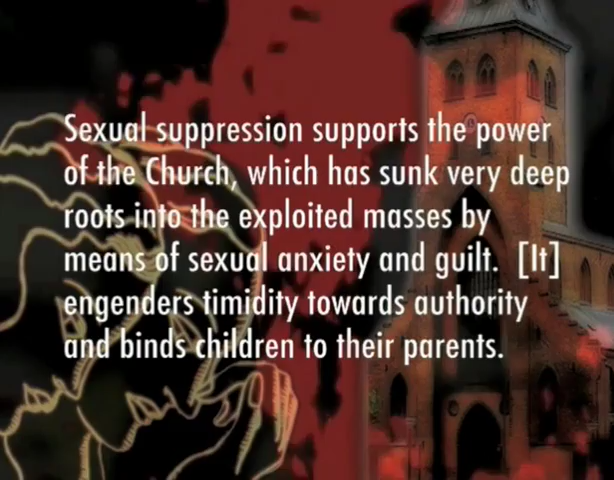 Sexual suppression supports the power
of the Church, which has sunk very deep
roots into the exploited masses by
means of sexual anxiety and guilt.  [It]
engenders timidity towards authority
and binds children to their parents.